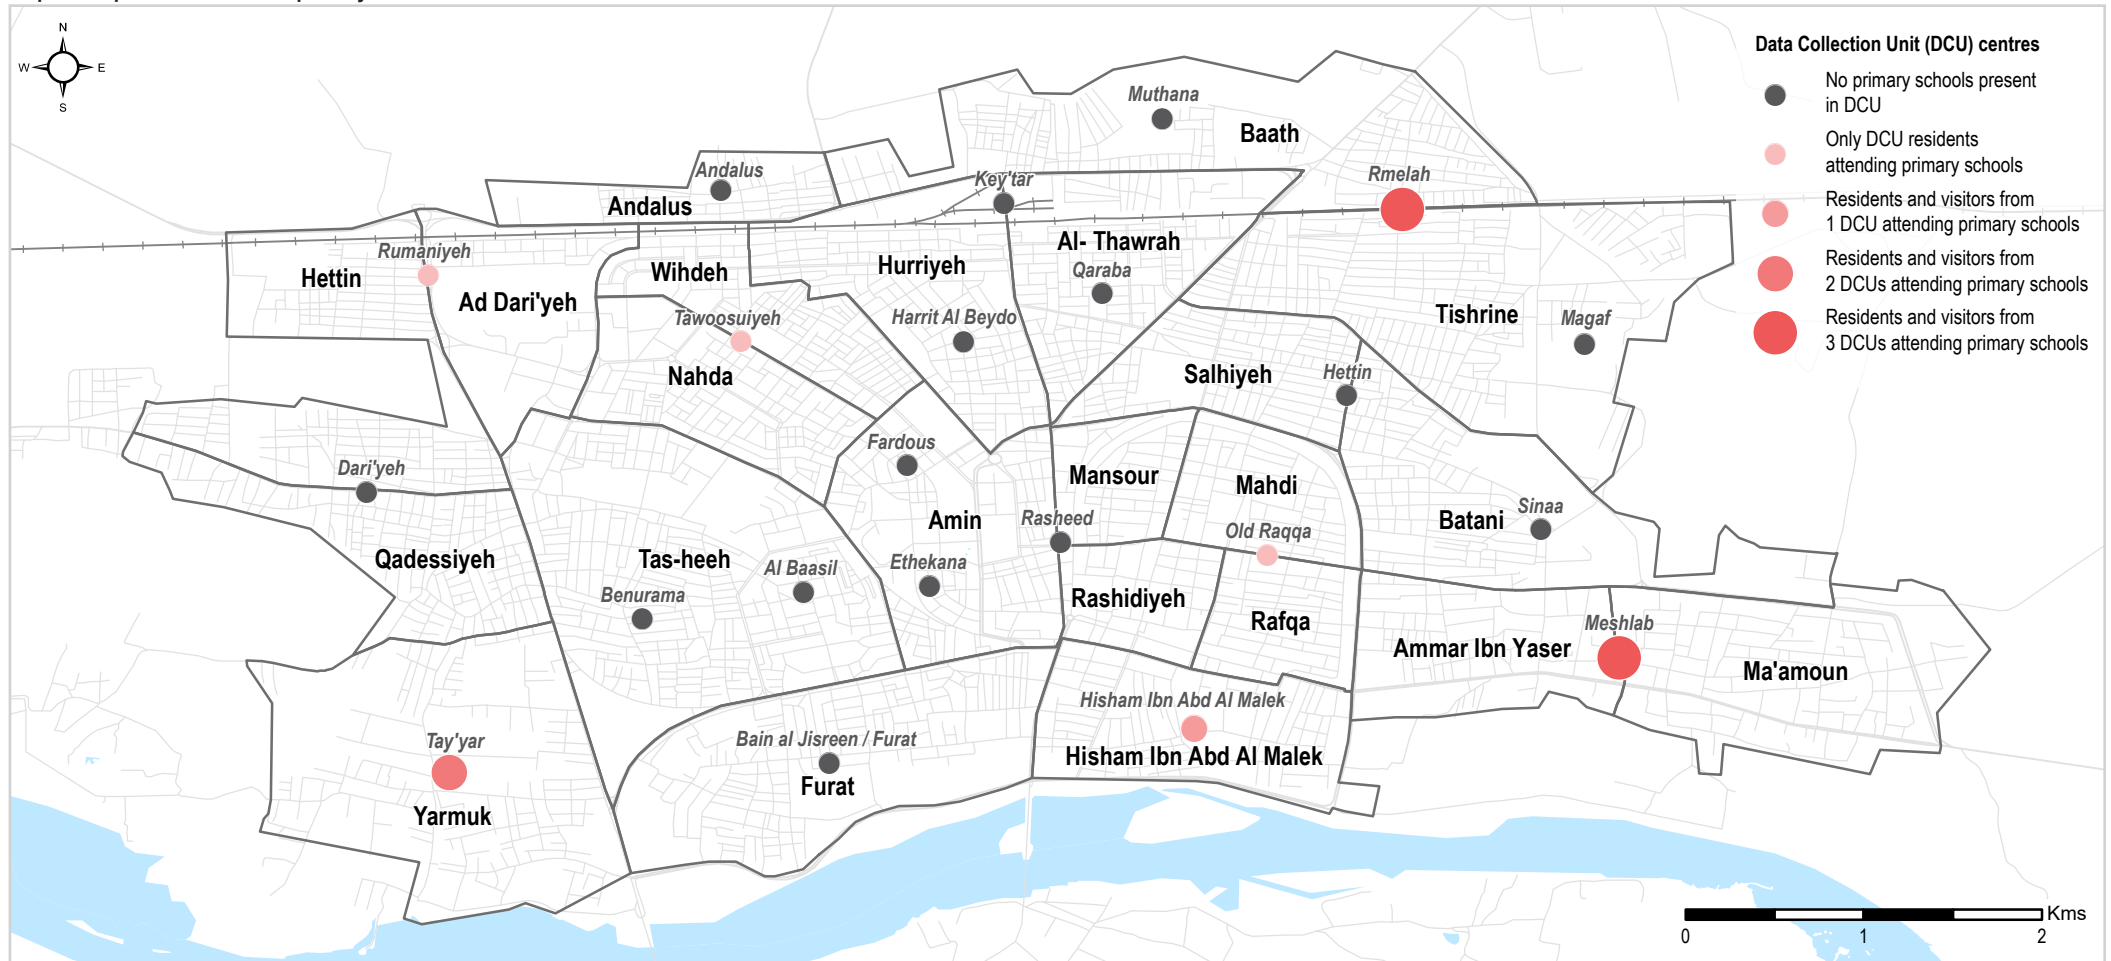 N
W
E
S
Data Collection Unit (DCU) centres
No primary schools present
in DCU
Only DCU residents
attending primary schools
Residents and visitors from
1 DCU attending primary schools
Residents and visitors from
2 DCUs attending primary schools
Residents and visitors from
3 DCUs attending primary schools
Muthana
Baath
Andalus
Andalus
Key'tar
Rmelah
Rumaniyeh
Hettin
Ad Dari'yeh
Wihdeh
Hurriyeh
Al- Thawrah
Qaraba
Tawoosuiyeh
Harrit Al Beydo
Tishrine
Magaf
Nahda
Salhiyeh
Hettin
Fardous
Dari'yeh
Mansour
Mahdi
Amin
Rasheed
Old Raqqa
Batani
Sinaa
Qadessiyeh
Tas-heeh
Al Baasil
Ethekana
Benurama
Rashidiyeh
Rafqa
Meshlab
Ammar Ibn Yaser
Ma'amoun
Hisham Ibn Abd Al Malek
Hisham Ibn Abd Al Malek
Tay'yar
Yarmuk
Bain al Jisreen / Furat
Furat
Kms
0
1
2